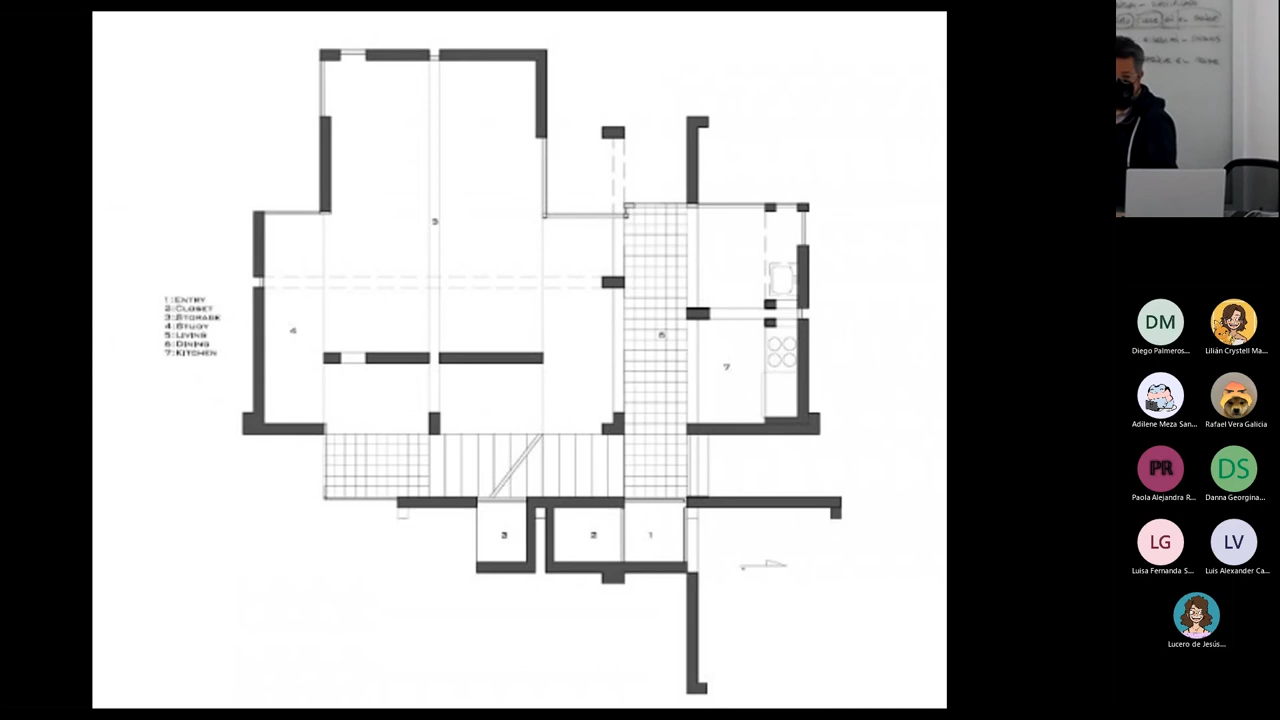 1:ENTRY
2:CLOSET
3:STORAGE
4:STUDY
5:LIVING
6:DINING
7:KITCHEN
5
4
6
7
3
2
1
EL
DM
Diego Palmeros...
Lilián Crystell Ma...
Adilene Meza San...
Rafael Vera Galicia
PR
Paola Alejandra R...
DS
Danna Georgina...
LG
Luisa Fernanda S...
LV
Luis Alexander Ca...
Lucero de Jesús...